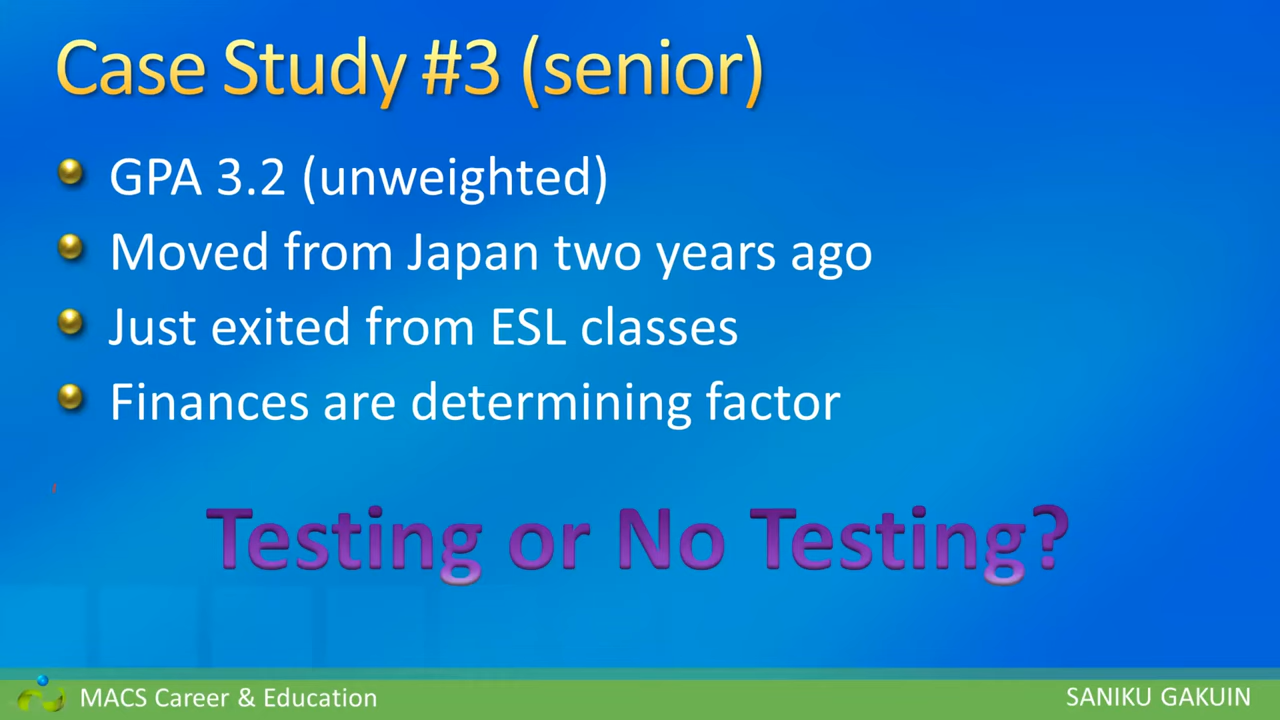 Case Study #3 (senior)
GPA 3.2 (unweighted)
Moved from Japan two years ago
Just exited from ESL classes
Finances are determining factor
Testing or No Testing?
MACS Career & Education
SANIKU GAKUIN